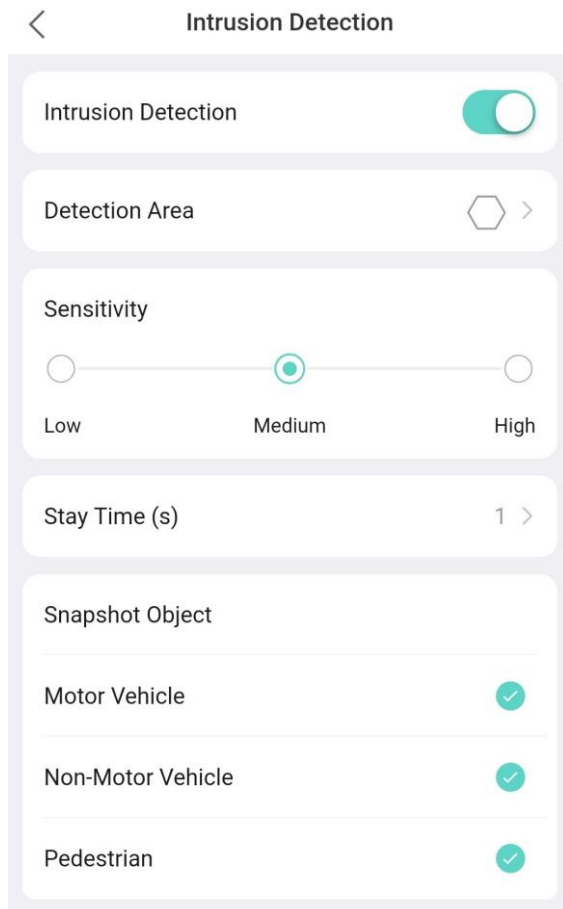 Intrusion Detection
Intrusion Detection
Detection Area
Sensitivity
Low Medium High
Stay Time (s) 1
Snapshot Object
Motor Vehicle
Non-Motor Vehicle
Pedestrian